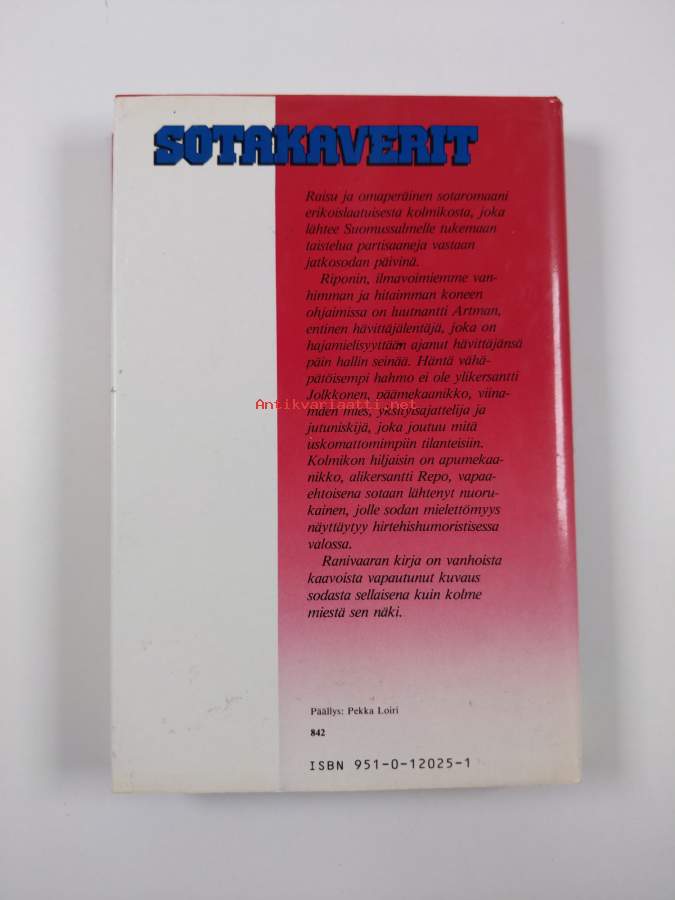 SOTAKAVERIT
Raisu ja omaperäinen sotaromaani
erikoislaatuisesta kolmikosta, joka
lähtee Suomussalmelle tukemaan
taistelua partisaaneja vastaan
jatkosodan päivinä.
Riponin, ilmavoimiemme van-
himman ja hitaimman koneen
ohjaimissa on luutnantti Artman,
entinen hävittäjälentäjä, joka on
hajamielisyyttään ajanut hävittäjänsä
päin hallin seinää. Häntä vähä-
pätöisempi hahmo ei ole ylikersantti
Jolkkonen, päämekaanikko, viina-
mäen mies, yksityisajattelija ja
jutuniskijä, joka joutuu mitä
uskomattomimpiin tilanteisiin.
Kolmikon hiljaisin on apumekaa-
nikko, alikersantti Repo, vapaa-
ehtoisena sotaan lähtenyt nuoru-
kainen, jolle sodan mielettömyys
näyttäytyy hirtehishumoristisessa
valossa.
Ranivaaran kirja on vanhoista
kaavoista vapautunut kuvaus
sodasta sellaisena kuin kolme
miestä sen näki.
Antikvariaatti.net
Päällys: Pekka Loiri
842
ISBN 951-0-12025-1